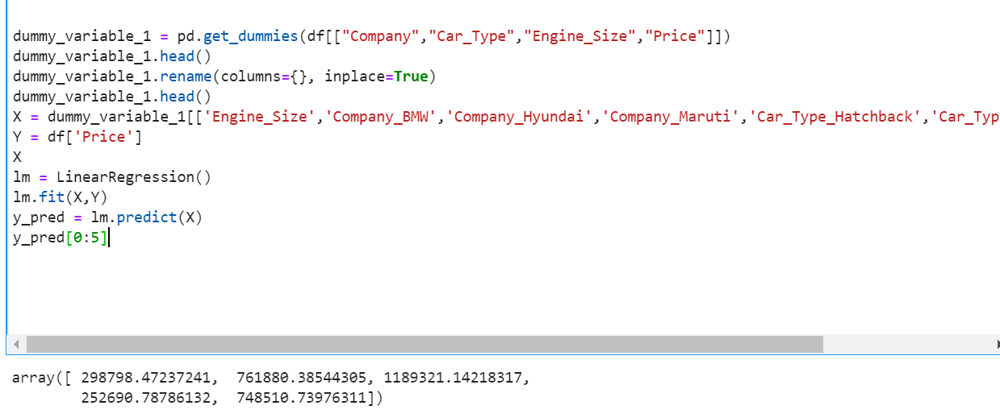 dummy_variable_1 = pd.get_dummies(df[["Company","Car_Type","Engine_Size","Price"]])
dummy_variable_1.head()
dummy_variable_1.rename(columns={}, inplace=True)
dummy_variable_1.head()
X = dummy_variable_1[['Engine_Size','Company_BMW','Company_Hyundai','Company_Maruti','Car_Type_Hatchback','Car_Typ
Y = df['Price']
X
lm = LinearRegression()
lm.fit(X,Y)
y_pred = lm.predict(X)
y_pred[0:5]
array([ 298798.47237241,  761880.38544305, 1189321.14218317,
        252690.78786132,  748510.73976311])